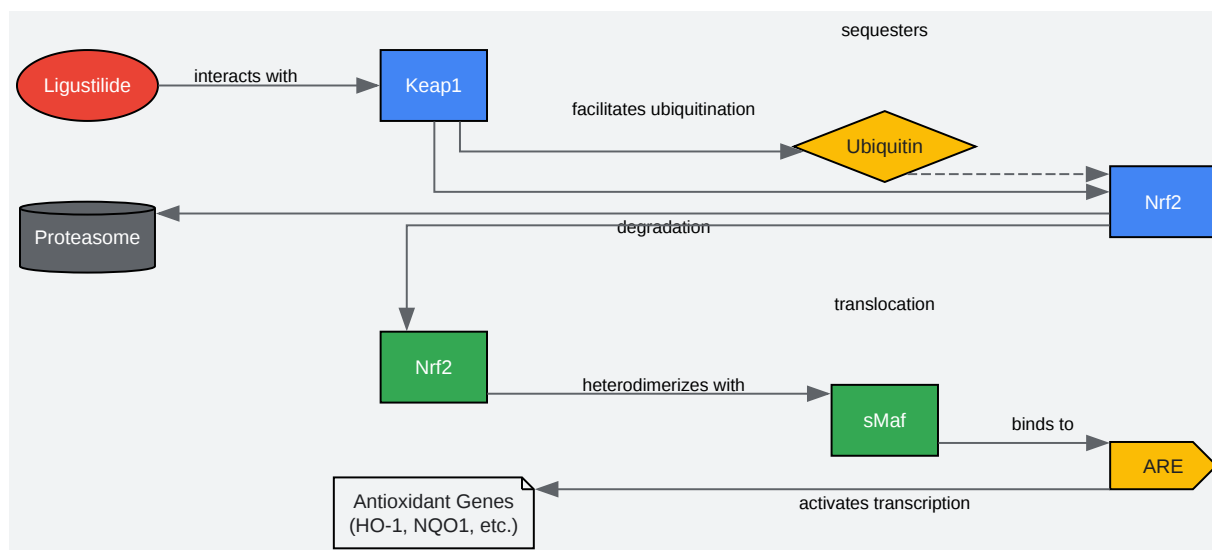 sequesters
Ligustilide
interacts with
Keap1
facilitates ubiquitination
Ubiquitin
Nrf2
Proteasome
degradation
translocation
Nrf2
heterodimerizes with
sMaf
binds to
ARE
Antioxidant Genes
(HO-1, NQO1, etc.)
activates transcription